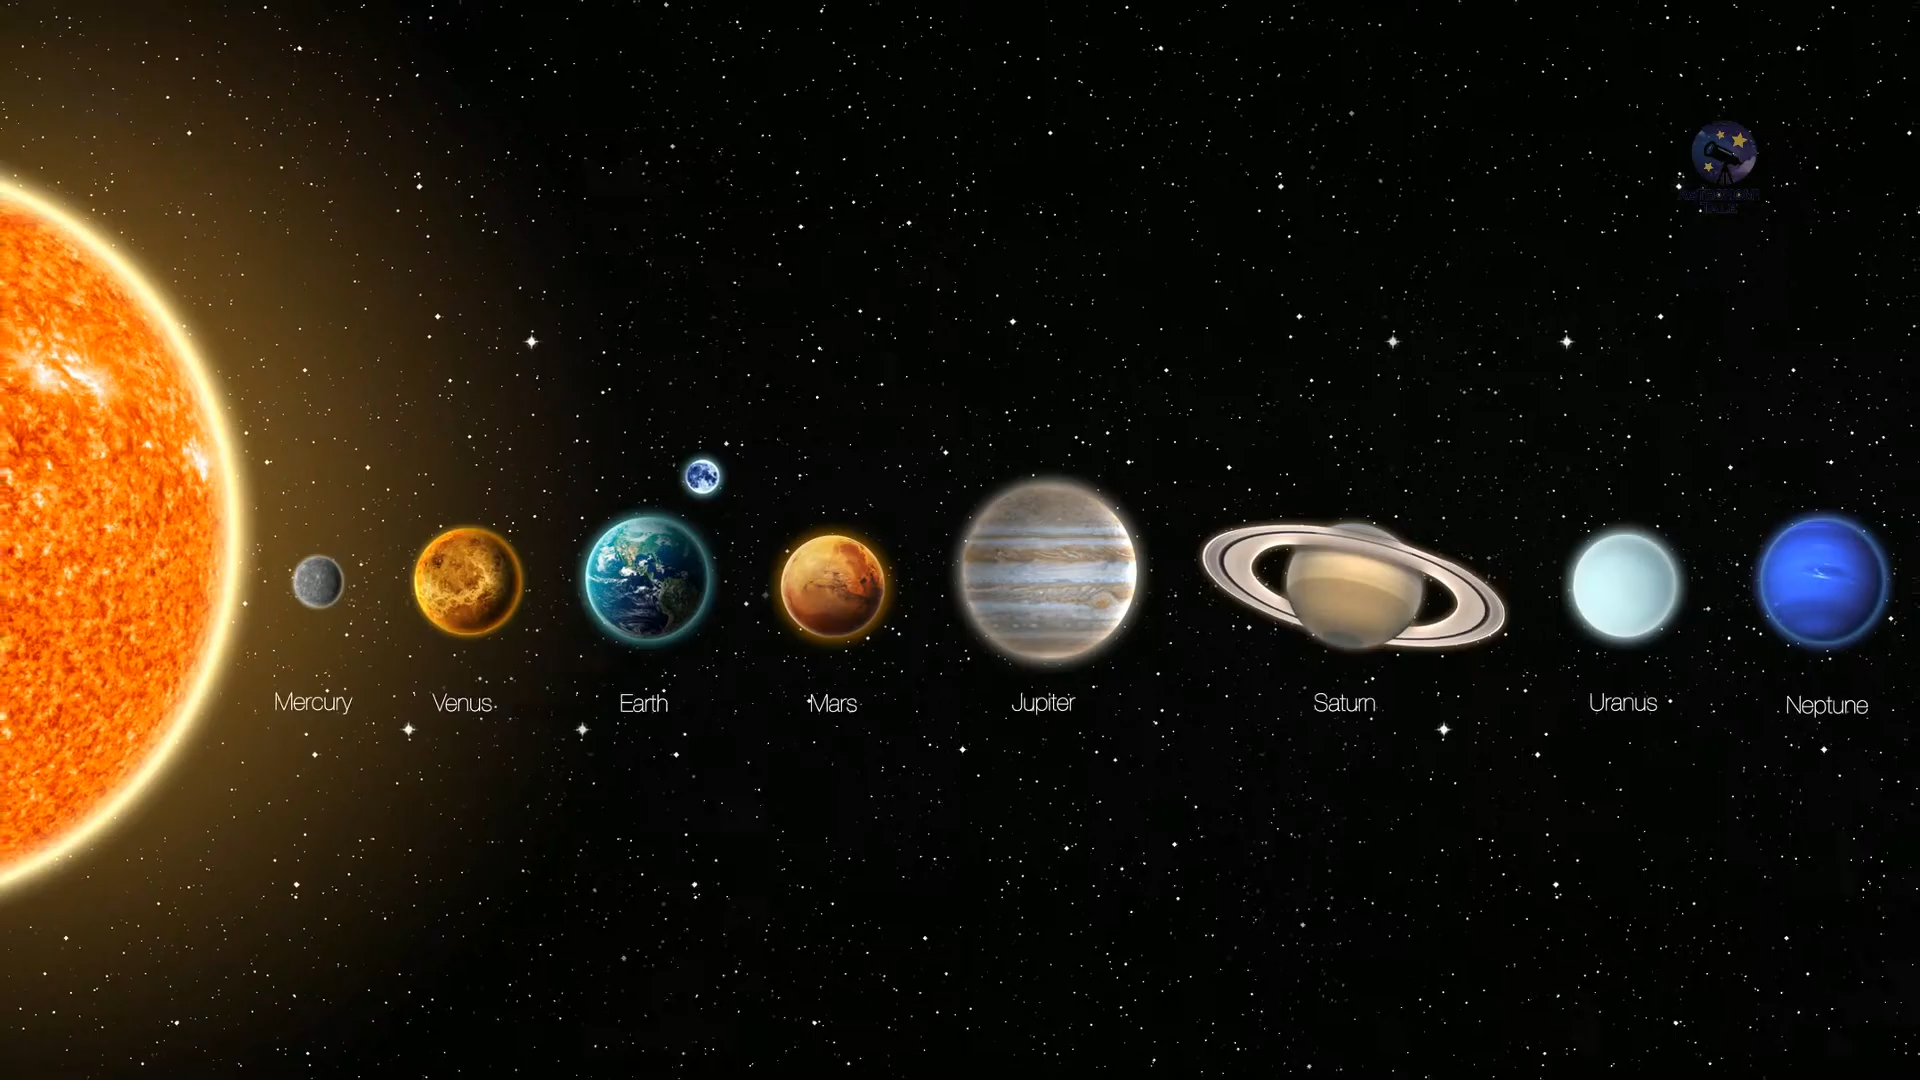 Mercury
Venus
Earth
Mars
Jupiter
Saturn
Uranus
Neptune